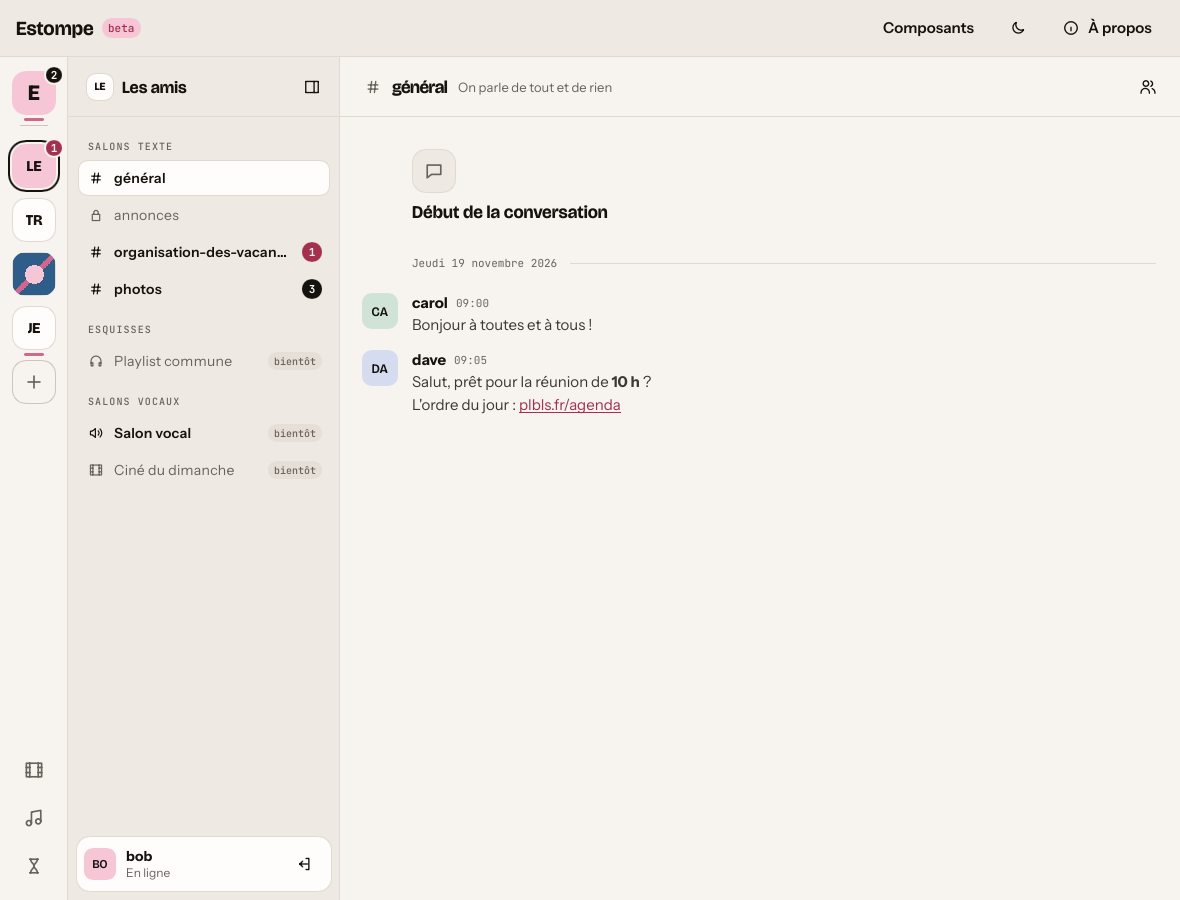 Estompe beta
Composants
À propos
E 2
LE 1
TR
JE
LE Les amis
SALONS TEXTE
# général
annonces
# organisation-des-vacan... 1
# photos 3
ESQUISSES
Playlist commune bientôt
SALONS VOCAUX
Salon vocal bientôt
Ciné du dimanche bientôt
BO bob
En ligne
# général On parle de tout et de rien
Début de la conversation
Jeudi 19 novembre 2026
CA carol 09:00
Bonjour à toutes et à tous !
DA dave 09:05
Salut, prêt pour la réunion de 10 h ?
L'ordre du jour : plbls.fr/agenda